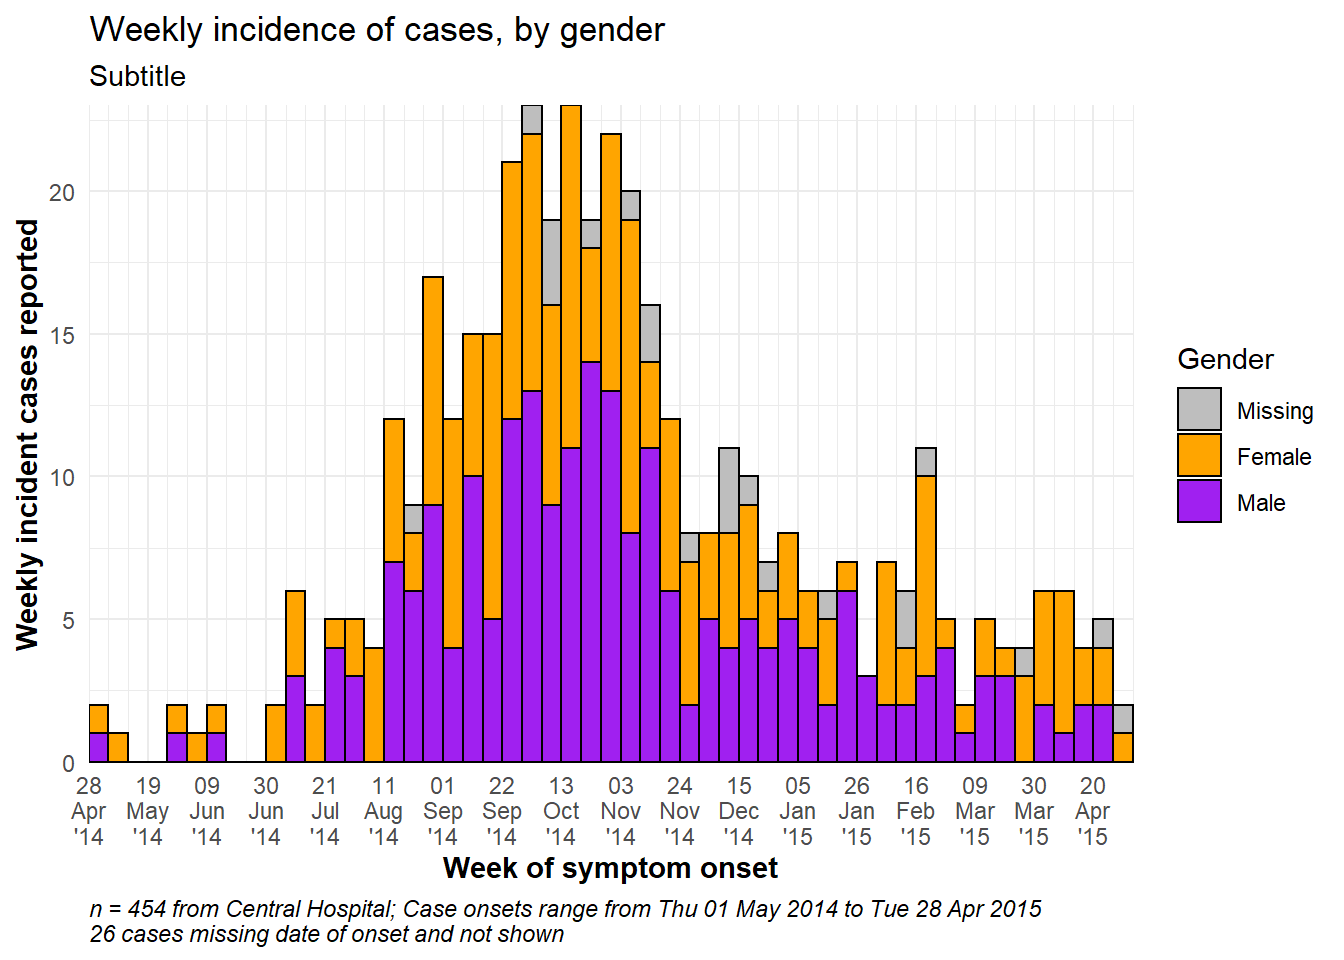 Weekly incidence of cases, by gender
Subtitle
Weekly incident cases reported
20
15
10
5
0
28 19 09 30 21 11 01 22 13 03 24 15 05 26 16 09 30 20
Apr May Jun Jun Jul Aug Sep Sep Oct Nov Nov Dec Jan Jan Feb Mar Mar Apr
'14 '14 '14 '14 '14 '14 '14 '14 '14 '14 '14 '14 '15 '15 '15 '15 '15 '15
Week of symptom onset
Gender
Missing
Female
Male
n = 454 from Central Hospital; Case onsets range from Thu 01 May 2014 to Tue 28 Apr 2015
26 cases missing date of onset and not shown